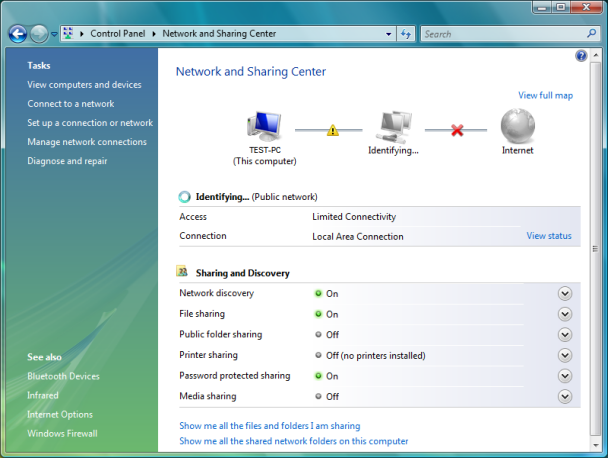 Control Panel ▸ Network and Sharing Center
Search
Tasks
View computers and devices
Connect to a network
Set up a connection or network
Manage network connections
Diagnose and repair
See also
Bluetooth Devices
Infrared
Internet Options
Windows Firewall
Network and Sharing Center
View full map
TEST-PC
(This computer)
Identifying...
Internet
Identifying... (Public network)
Access Limited Connectivity
Connection Local Area Connection View status
Sharing and Discovery
Network discovery On
File sharing On
Public folder sharing Off
Printer sharing Off (no printers installed)
Password protected sharing On
Media sharing Off
Show me all the files and folders I am sharing
Show me all the shared network folders on this computer